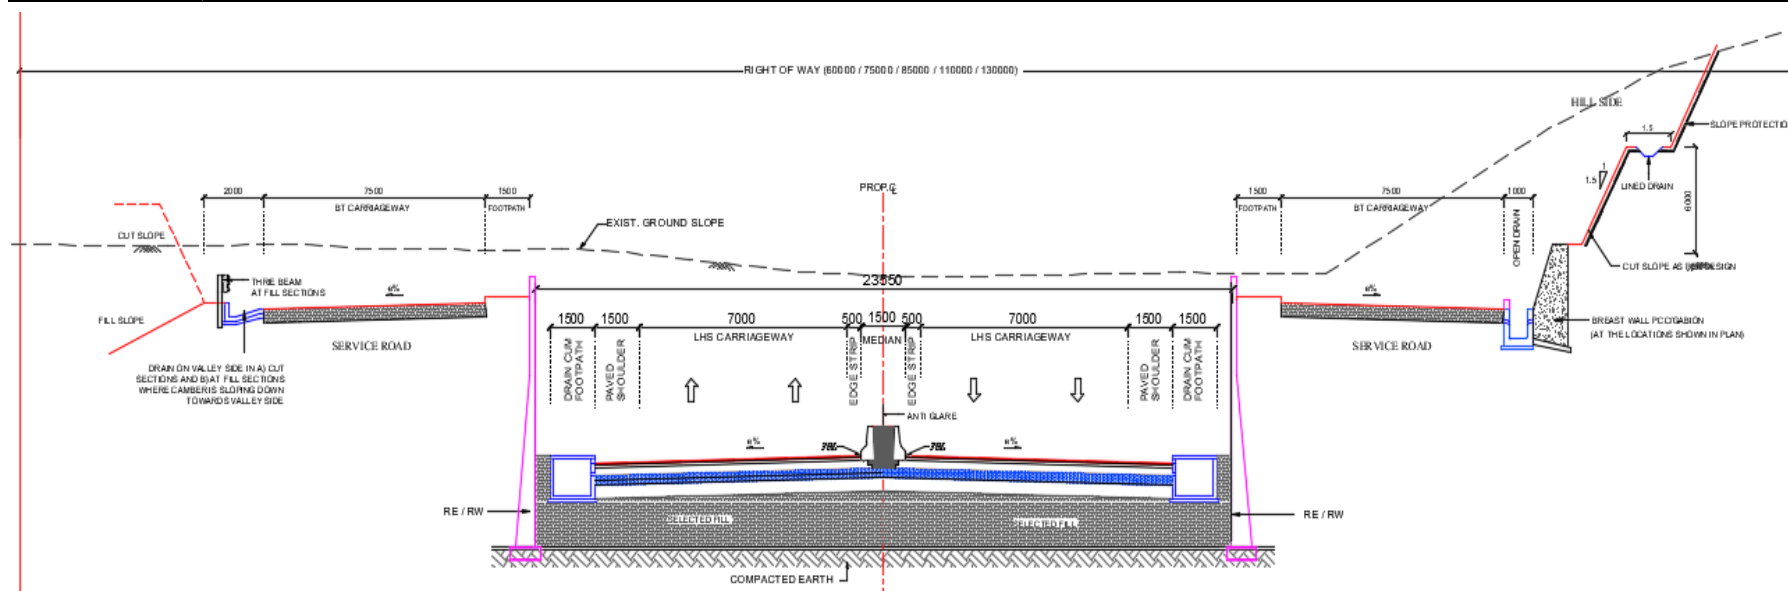 RIGHT OF WAY (60000 / 75000 / 85000 / 110000 / 130000)
HILL SIDE
1.5
SLOPE PROTECTIO
1
1.5
LINED DRAIN
6000
PROP. ℄
2000
7500
1500
BT CARRIAGEWAY
FOOTPATH
1500
7500
1000
FOOTPATH
BT CARRIAGEWAY
OPEN DRAIN
EXIST. GROUND SLOPE
CUT SLOPE
CUT SLOPE AS DESIGN
THRIE BEAM
AT FILL SECTIONS
23550
FILL SLOPE
SERVICE ROAD
SERVICE ROAD
BREAST WALL PCC/GABION
(AT THE LOCATIONS SHOWN IN PLAN)
1500
1500
7000
500
1500
500
7000
1500
1500
LHS CARRIAGEWAY
MEDIAN
LHS CARRIAGEWAY
DRAIN CUM
FOOTPATH
PAVED
SHOULDER
EDGE STRIP
EDGE STRIP
PAVED
SHOULDER
DRAIN CUM
FOOTPATH
DRAIN ON VALLEY SIDE IN A) CUT
SECTIONS AND B) AT FILL SECTIONS
WHERE CAMBER IS SLOPING DOWN
TOWARDS VALLEY SIDE
ANTI GLARE
RE / RW
RE / RW
SELECTED FILL
SELECTED FILL
COMPACTED EARTH